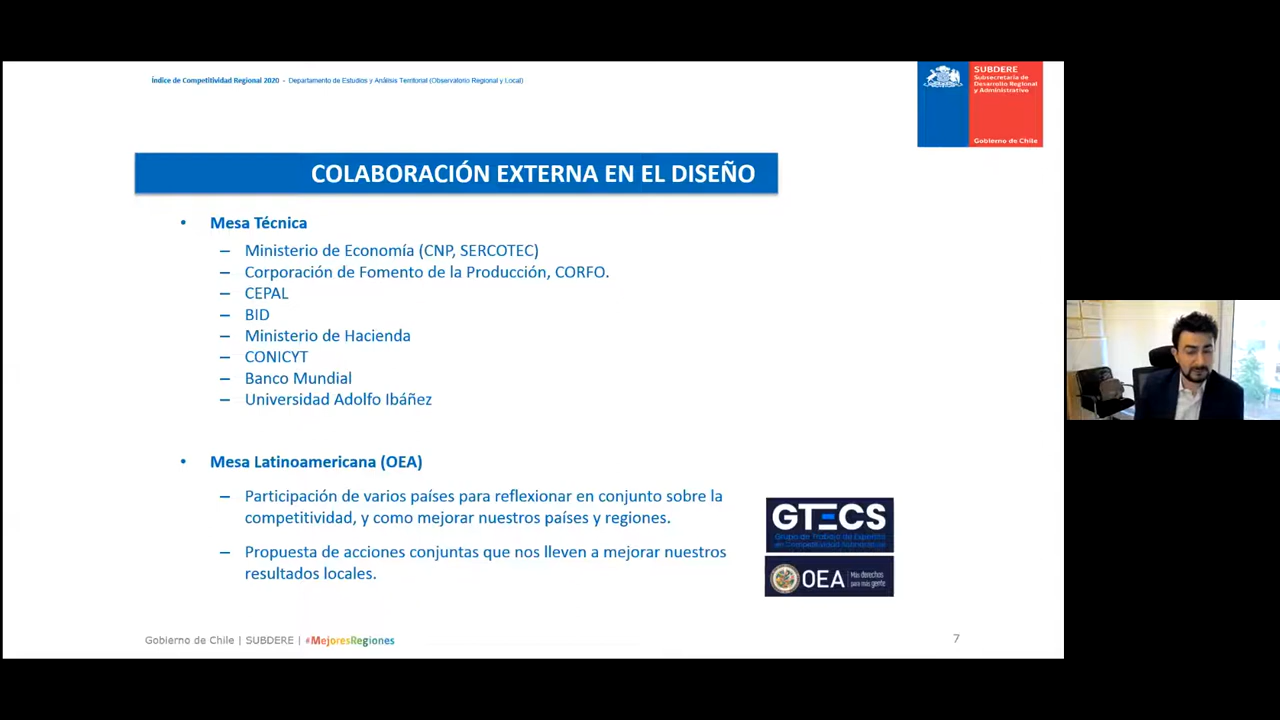 Índice de Competitividad Regional 2020 - Departamento de Estudios y Análisis Territorial (Observatorio Regional y Local)
SUBDERE
Subsecretaría de
Desarrollo Regional
y Administrativo
Gobierno de Chile
COLABORACIÓN EXTERNA EN EL DISEÑO
• Mesa Técnica
– Ministerio de Economía (CNP, SERCOTEC)
– Corporación de Fomento de la Producción, CORFO.
– CEPAL
– BID
– Ministerio de Hacienda
– CONICYT
– Banco Mundial
– Universidad Adolfo Ibáñez
• Mesa Latinoamericana (OEA)
– Participación de varios países para reflexionar en conjunto sobre la
competitividad, y como mejorar nuestros países y regiones.
– Propuesta de acciones conjuntas que nos lleven a mejorar nuestros
resultados locales.
GTECS
Grupo de Trabajo de Expertos
en Competitividad
OEA
Más derechos
para más gente
Gobierno de Chile | SUBDERE | #MejoresRegiones
7